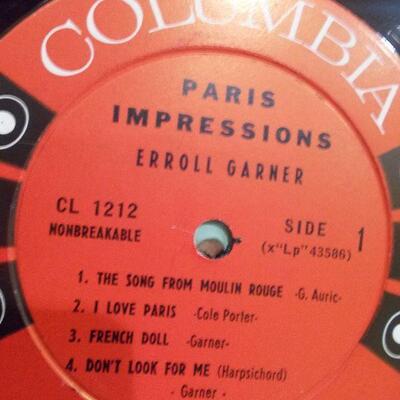 COLUMBIA
PARIS
IMPRESSIONS
ERROLL GARNER
CL 1212
NONBREAKABLE
SIDE 1
(x"Lp"43586)
1. THE SONG FROM MOULIN ROUGE -G. Auric-
2. I LOVE PARIS -Cole Porter-
3. FRENCH DOLL -Garner-
4. DON'T LOOK FOR ME (Harpsichord)
- Garner -